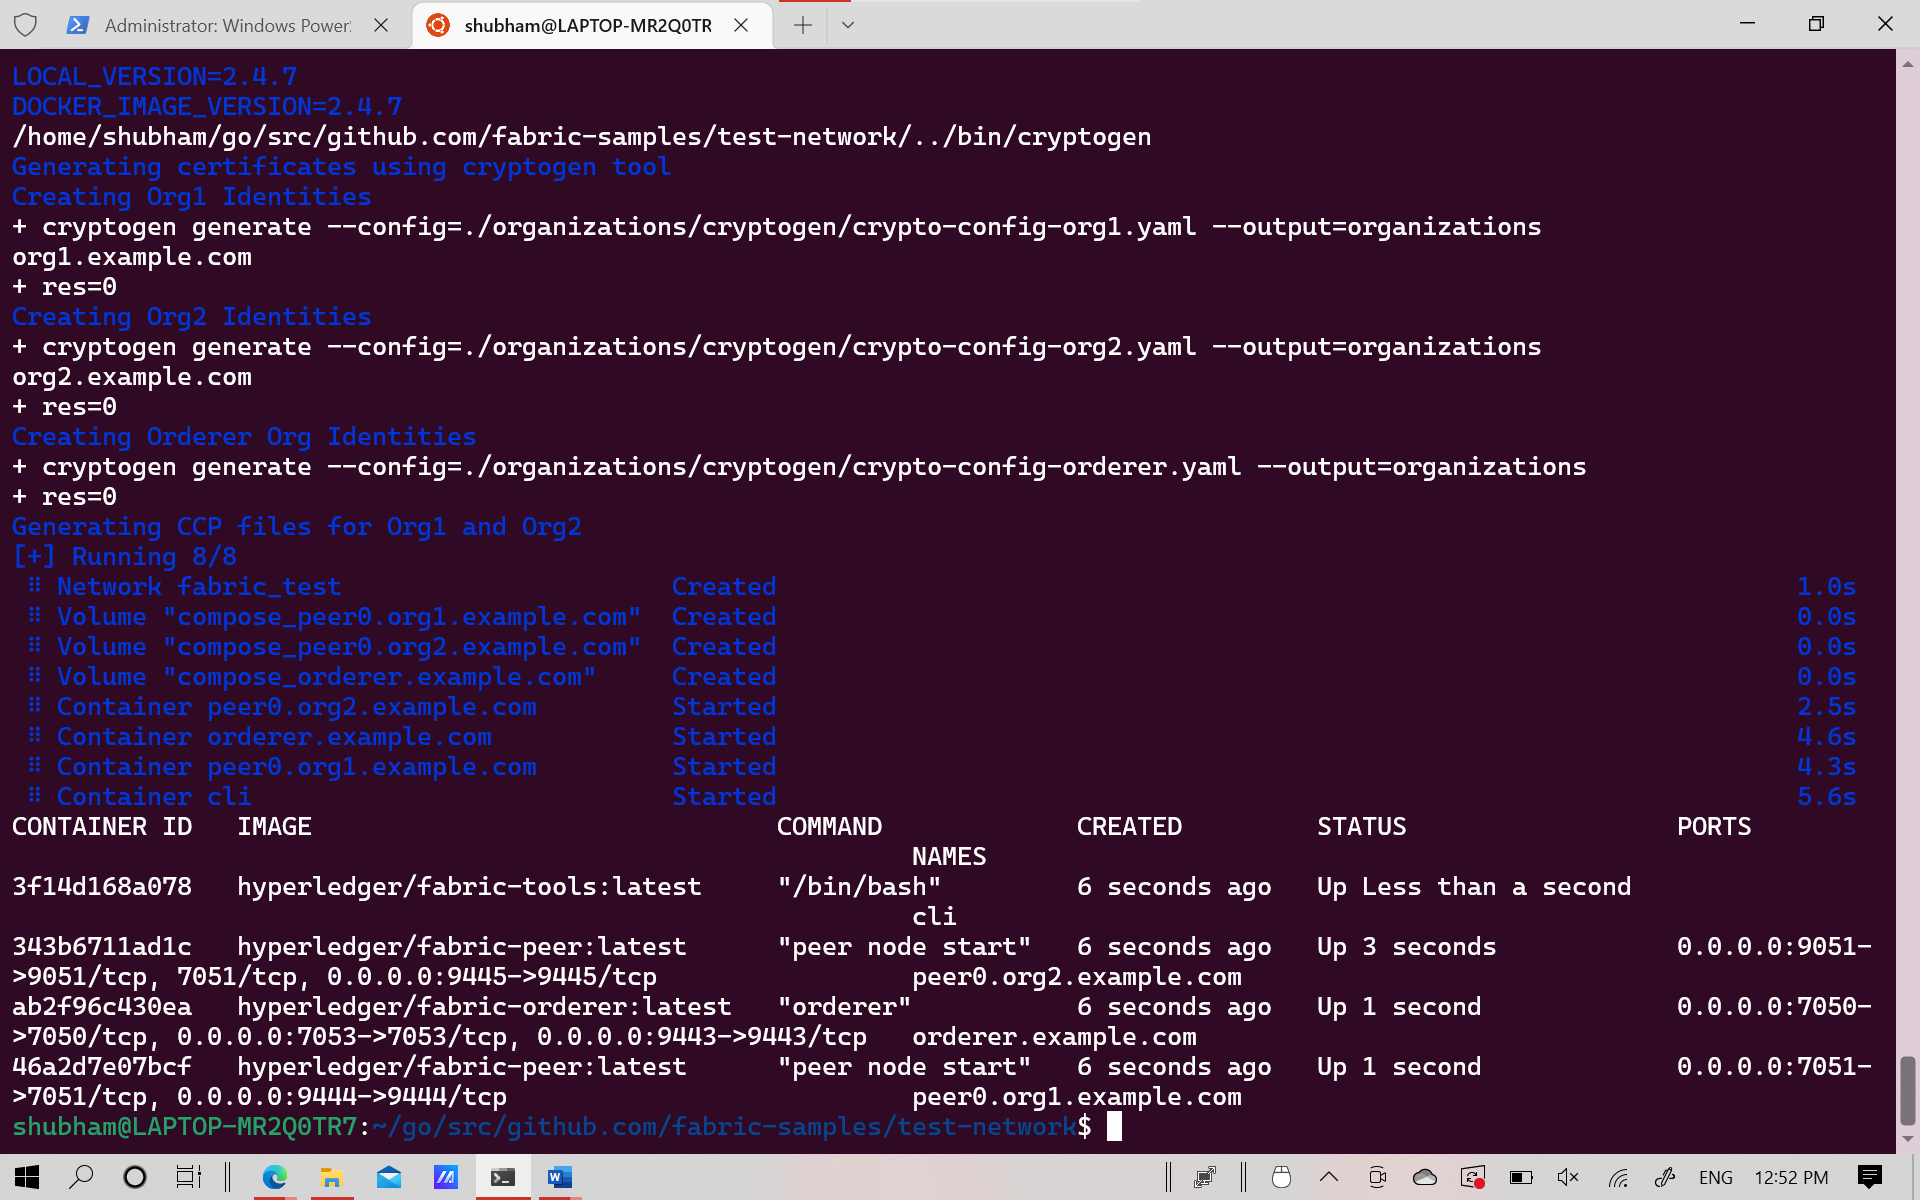 Administrator: Windows Power
shubham@LAPTOP-MR2Q0TR
LOCAL_VERSION=2.4.7
DOCKER_IMAGE_VERSION=2.4.7
/home/shubham/go/src/github.com/fabric-samples/test-network/../bin/cryptogen
Generating certificates using cryptogen tool
Creating Org1 Identities
+ cryptogen generate --config=./organizations/cryptogen/crypto-config-org1.yaml --output=organizations
org1.example.com
+ res=0
Creating Org2 Identities
+ cryptogen generate --config=./organizations/cryptogen/crypto-config-org2.yaml --output=organizations
org2.example.com
+ res=0
Creating Orderer Org Identities
+ cryptogen generate --config=./organizations/cryptogen/crypto-config-orderer.yaml --output=organizations
+ res=0
Generating CCP files for Org1 and Org2
[+] Running 8/8
⠿ Network fabric_test Created 1.0s
⠿ Volume "compose_peer0.org1.example.com" Created 0.0s
⠿ Volume "compose_peer0.org2.example.com" Created 0.0s
⠿ Volume "compose_orderer.example.com" Created 0.0s
⠿ Container peer0.org2.example.com Started 2.5s
⠿ Container orderer.example.com Started 4.6s
⠿ Container peer0.org1.example.com Started 4.3s
⠿ Container cli Started 5.6s
CONTAINER ID IMAGE COMMAND CREATED STATUS PORTS
NAMES
3f14d168a078 hyperledger/fabric-tools:latest "/bin/bash" 6 seconds ago Up Less than a second
cli
343b6711ad1c hyperledger/fabric-peer:latest "peer node start" 6 seconds ago Up 3 seconds 0.0.0.0:9051-
>9051/tcp, 7051/tcp, 0.0.0.0:9445->9445/tcp peer0.org2.example.com
ab2f96c430ea hyperledger/fabric-orderer:latest "orderer" 6 seconds ago Up 1 second 0.0.0.0:7050-
>7050/tcp, 0.0.0.0:7053->7053/tcp, 0.0.0.0:9443->9443/tcp orderer.example.com
46a2d7e07bcf hyperledger/fabric-peer:latest "peer node start" 6 seconds ago Up 1 second 0.0.0.0:7051-
>7051/tcp, 0.0.0.0:9444->9444/tcp peer0.org1.example.com
shubham@LAPTOP-MR2Q0TR7:~/go/src/github.com/fabric-samples/test-network$
ENG 12:52 PM